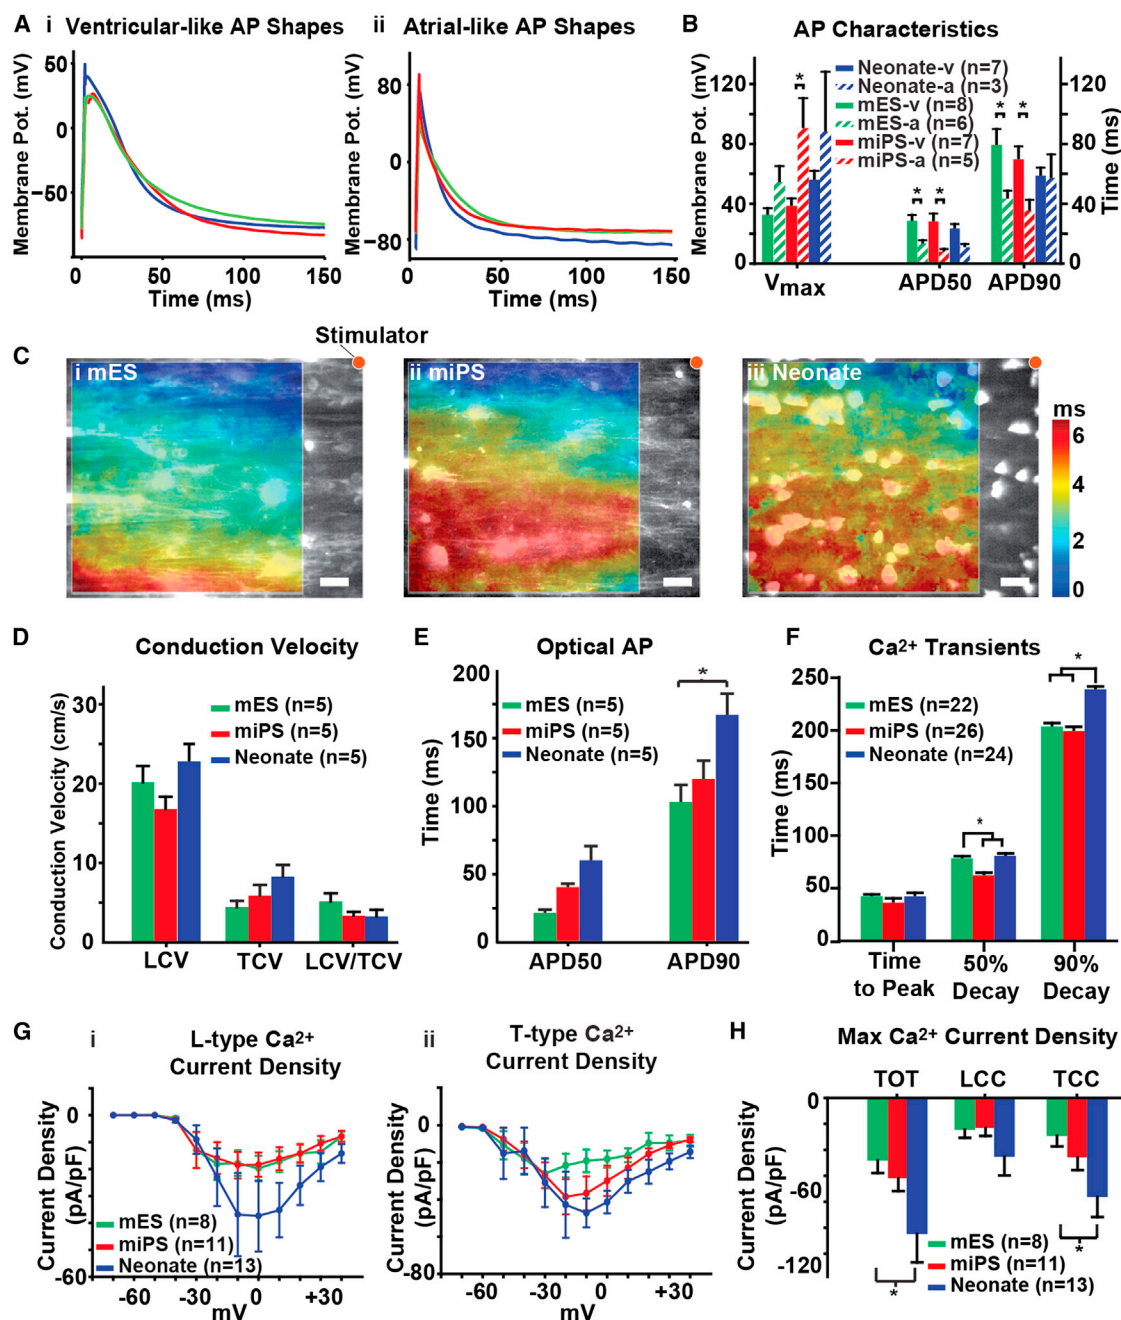 A i Ventricular-like AP Shapes
Membrane Pot. (mV)
50
0
−50
0 50 100 150
Time (ms)
ii Atrial-like AP Shapes
Membrane Pot. (mV)
80
0
−80
0 50 100 150
Time (ms)
B AP Characteristics
Membrane Pot. (mV)
120
80
40
0
Neonate-v (n=7)
Neonate-a (n=3)
mES-v (n=8)
mES-a (n=6)
miPS-v (n=7)
miPS-a (n=5)
* * * * *
120
80
40
0
Time (ms)
Vmax APD50 APD90
C
Stimulator
i mES
ii miPS
iii Neonate
ms
6
4
2
0
D Conduction Velocity
Conduction Velocity (cm/s)
30
20
10
0
mES (n=5)
miPS (n=5)
Neonate (n=5)
LCV TCV LCV/TCV
E Optical AP
Time (ms)
200
150
100
50
0
mES (n=5)
miPS (n=5)
Neonate (n=5)
*
APD50 APD90
F Ca2+ Transients
Time (ms)
250
200
150
100
50
0
mES (n=22)
miPS (n=26)
Neonate (n=24)
* *
Time to Peak
50% Decay
90% Decay
G i L-type Ca2+
Current Density
Current Density
(pA/pF)
0
-60
mES (n=8)
miPS (n=11)
Neonate (n=13)
-60 -30 0 +30
mV
ii T-type Ca2+
Current Density
Current Density
(pA/pF)
0
-40
-80
-60 -30 0 +30
mV
H Max Ca2+ Current Density
TOT LCC TCC
Current Density
(pA/pF)
0
-60
-120
mES (n=8)
miPS (n=11)
Neonate (n=13)
* *